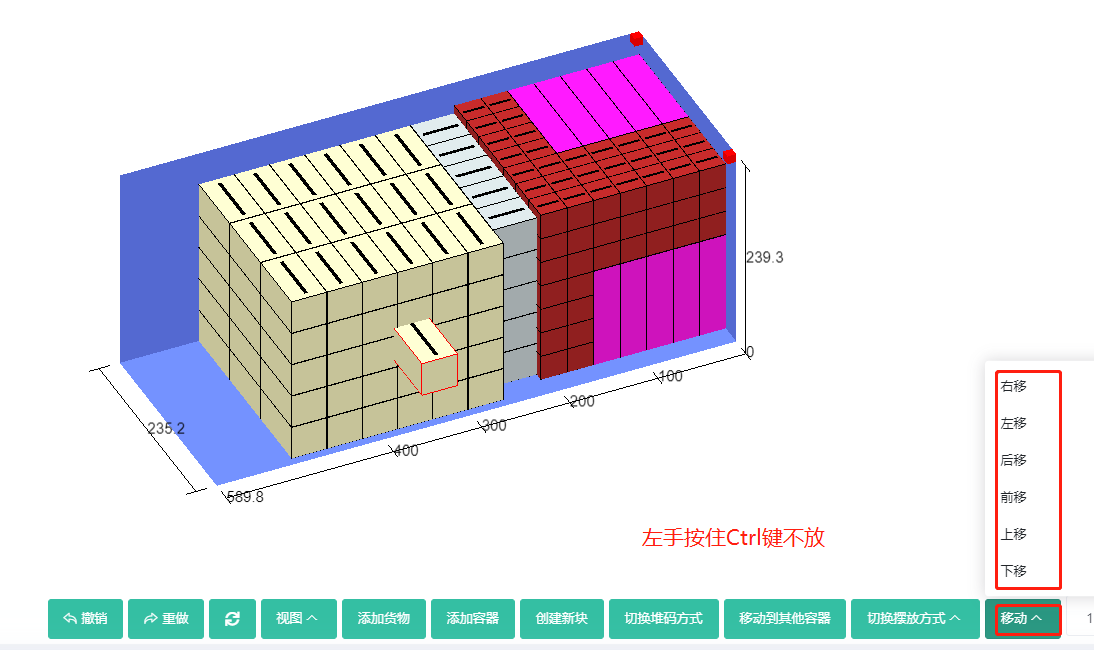 239.3
0
100
200
300
400
589.8
235.2
左手按住Ctrl键不放
右移
左移
后移
前移
上移
下移
撤销 重做 视图 添加货物 添加容器 创建新块 切换堆码方式 移动到其他容器 切换摆放方式 移动 1